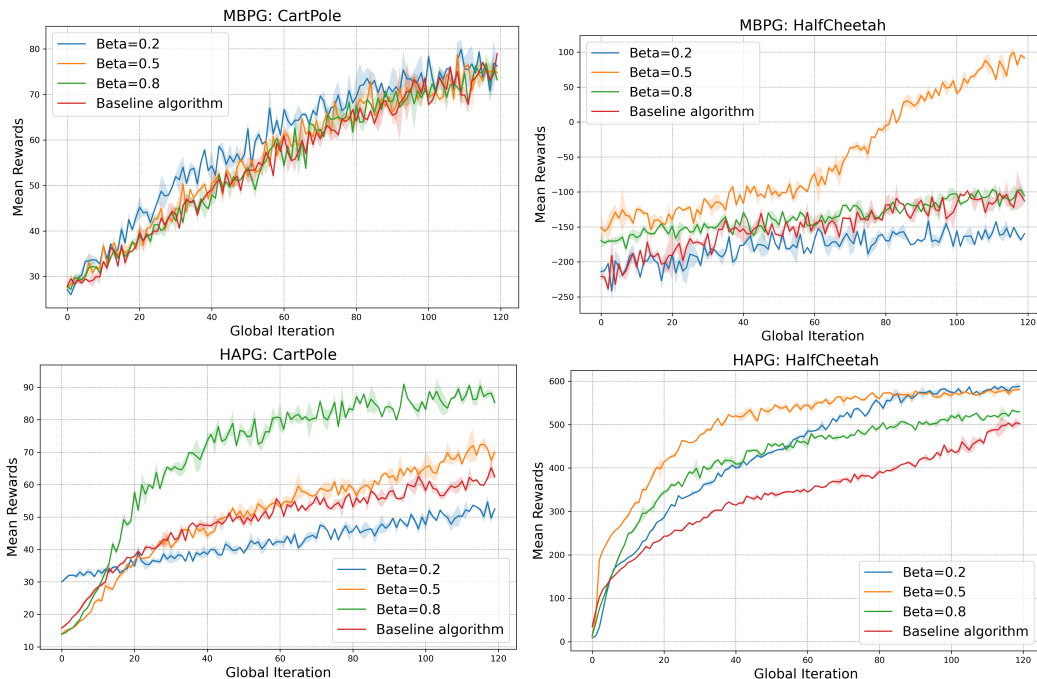 MBPG: CartPole
Mean Rewards
80
70
60
50
40
30
Beta=0.2
Beta=0.5
Beta=0.8
Baseline algorithm
0 20 40 60 80 100 120
Global Iteration
MBPG: HalfCheetah
Mean Rewards
100
50
0
−50
−100
−150
−200
−250
Beta=0.2
Beta=0.5
Beta=0.8
Baseline algorithm
0 20 40 60 80 100 120
Global Iteration
HAPG: CartPole
Mean Rewards
90
80
70
60
50
40
30
20
10
Beta=0.2
Beta=0.5
Beta=0.8
Baseline algorithm
0 20 40 60 80 100 120
Global Iteration
HAPG: HalfCheetah
Mean Rewards
600
500
400
300
200
100
0
Beta=0.2
Beta=0.5
Beta=0.8
Baseline algorithm
0 20 40 60 80 100 120
Global Iteration